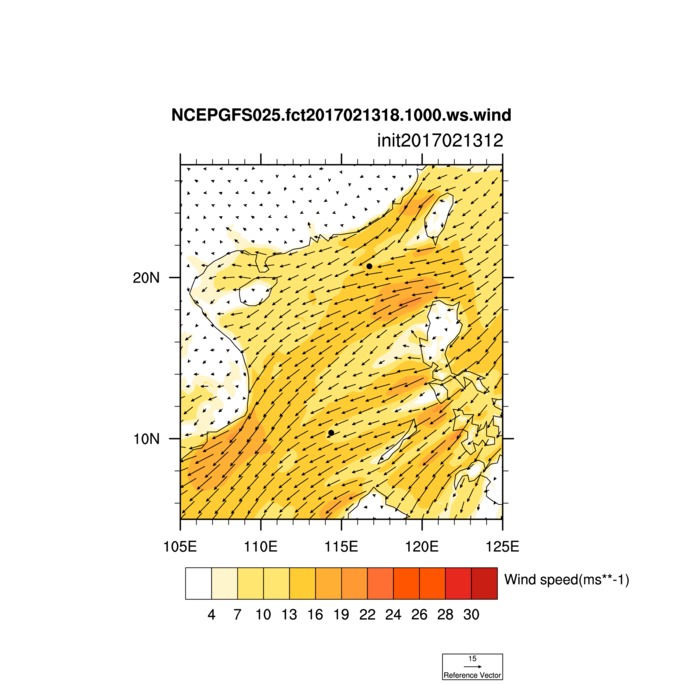 NCEPGFS025.fct2017021318.1000.ws.wind
init2017021312
20N
10N
105E 110E 115E 120E 125E
Wind speed(ms**-1)
4 7 10 13 16 19 22 24 26 28 30
15
Reference Vector